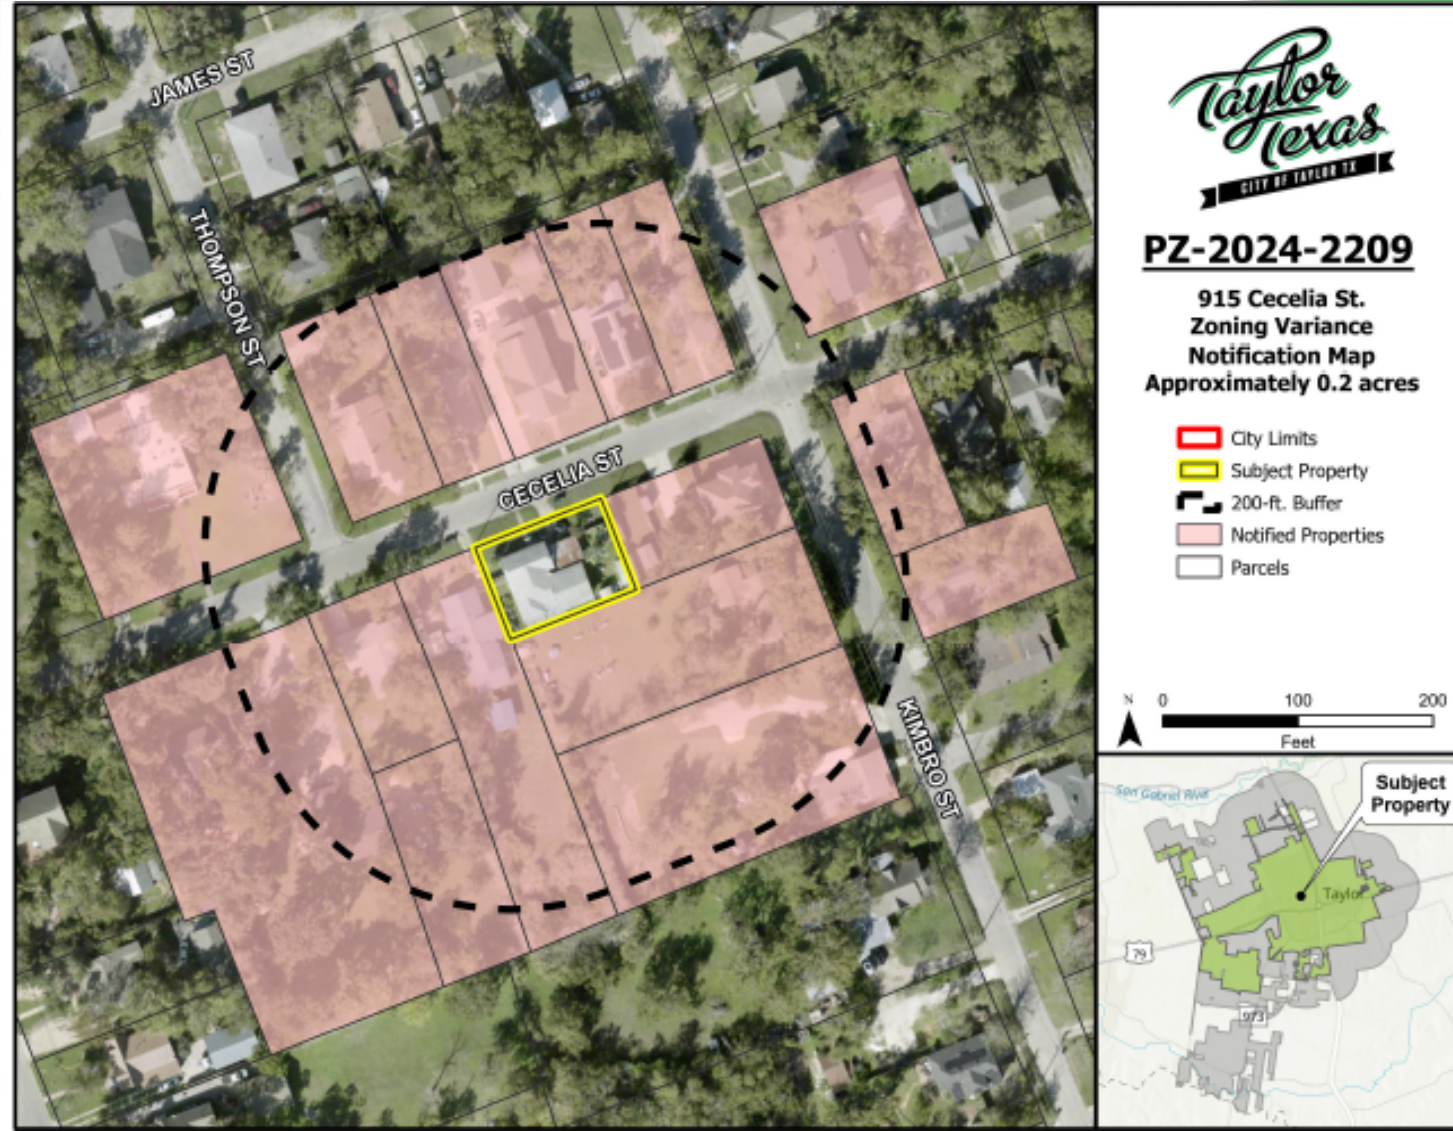 JAMES ST
THOMPSON ST
CECELIA ST
KIMBRO ST
Taylor
Texas
CITY OF TAYLOR TX
PZ-2024-2209
915 Cecelia St.
Zoning Variance
Notification Map
Approximately 0.2 acres
City Limits
Subject Property
200-ft. Buffer
Notified Properties
Parcels
N
0 100 200
Feet
San Gabriel River
Subject
Property
Taylor
79
973